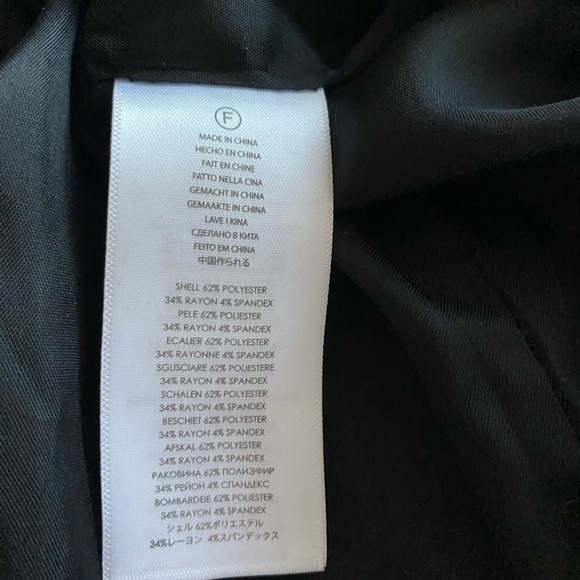 F
MADE IN CHINA
HECHO EN CHINA
FAIT EN CHINE
FATTO NELLA CINA
GEMACHT IN CHINA
GEMAAKTE IN CHINA
LAVE I KINA
СДЕЛАНО В КИТА
FEITO EM CHINA
中国作られる
SHELL 62% POLYESTER
34% RAYON 4% SPANDEX
PELE 62% POLIESTER
34% RAYON 4% SPANDEX
ECALIER 62% POLYESTER
34% RAYONNE 4% SPANDEX
SGUSCIARE 62% POLIESTERE
34% RAYON 4% SPANDEX
SCHALEN 62% POLYESTER
34% RAYON 4% SPANDEX
BESCHIET 62% POLYESTER
34% RAYON 4% SPANDEX
AFSKAL 62% POLYESTER
34% RAYON 4% SPANDEX
РАКОВИНА 62% ПОЛИЭФИР
34% РЕЙОН 4% СПАНДЕКС
BOMBARDEIE 62% POLIESTER
34% RAYON 4% SPANDEX
シェル 62%ポリエステル
34%レーヨン 4%スパンデックス